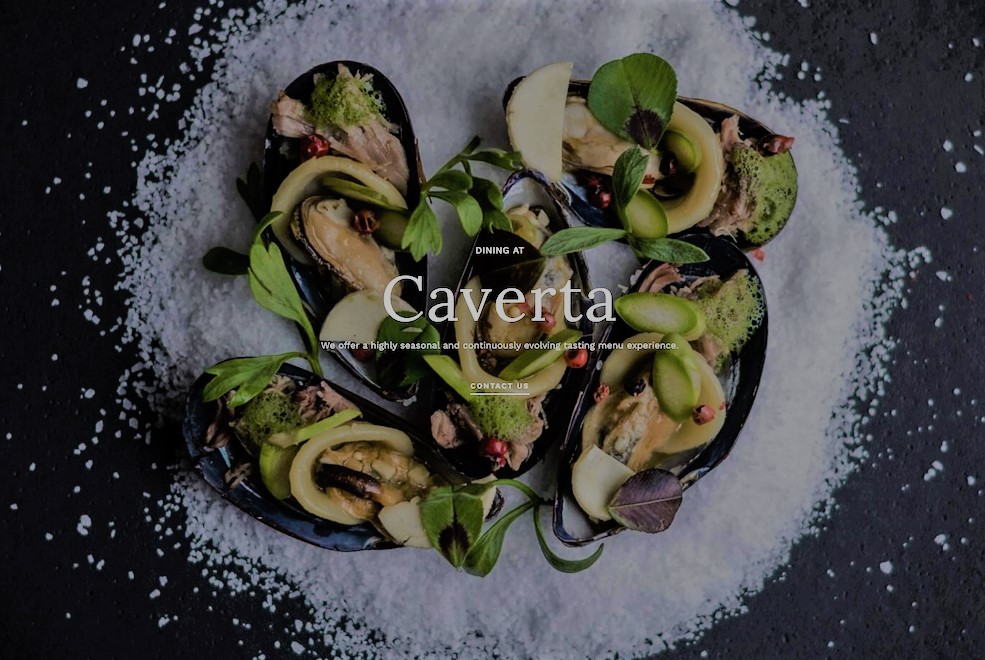 DINING AT
Caverta
We offer a highly seasonal and continuously evolving tasting menu experience.
CONTACT US